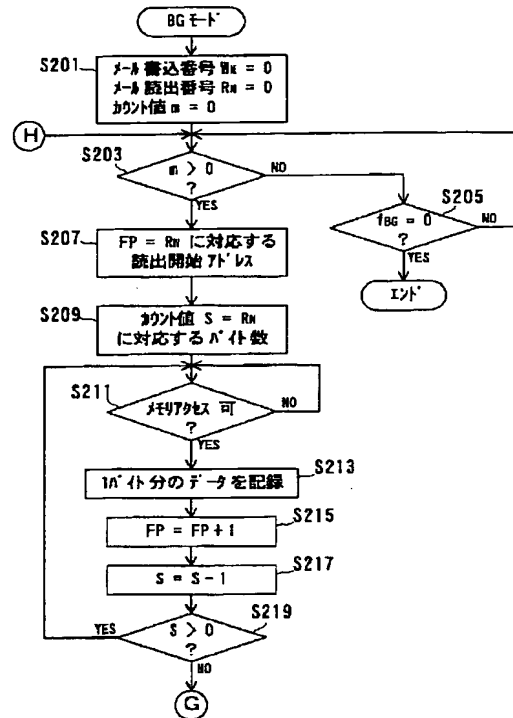 BG モード
S201
メール 書込番号 WN = 0
メール 読出番号 RN = 0
カウント値 m = 0
H
S203
m > 0
?
NO
YES
S205
fBG = 0
?
NO
YES
エンド
S207
FP = RN に対応する
読出開始 アドレス
S209
カウント値 S = RN
に対応する バイト数
S211
メモリアクセス 可
?
NO
YES
S213
1バイト分の データ を記録
S215
FP = FP+1
S217
S = S-1
S219
S > 0
?
YES
NO
G